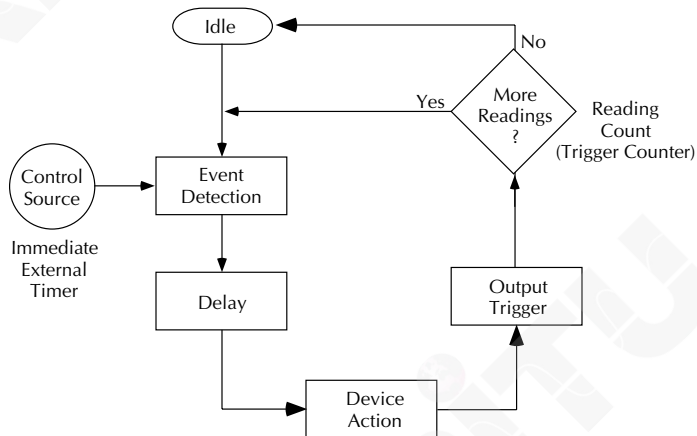 Idle
No
Yes
More
Readings
?
Reading
Count
(Trigger Counter)
Control
Source
Event
Detection
Immediate
External
Timer
Delay
Output
Trigger
Device
Action